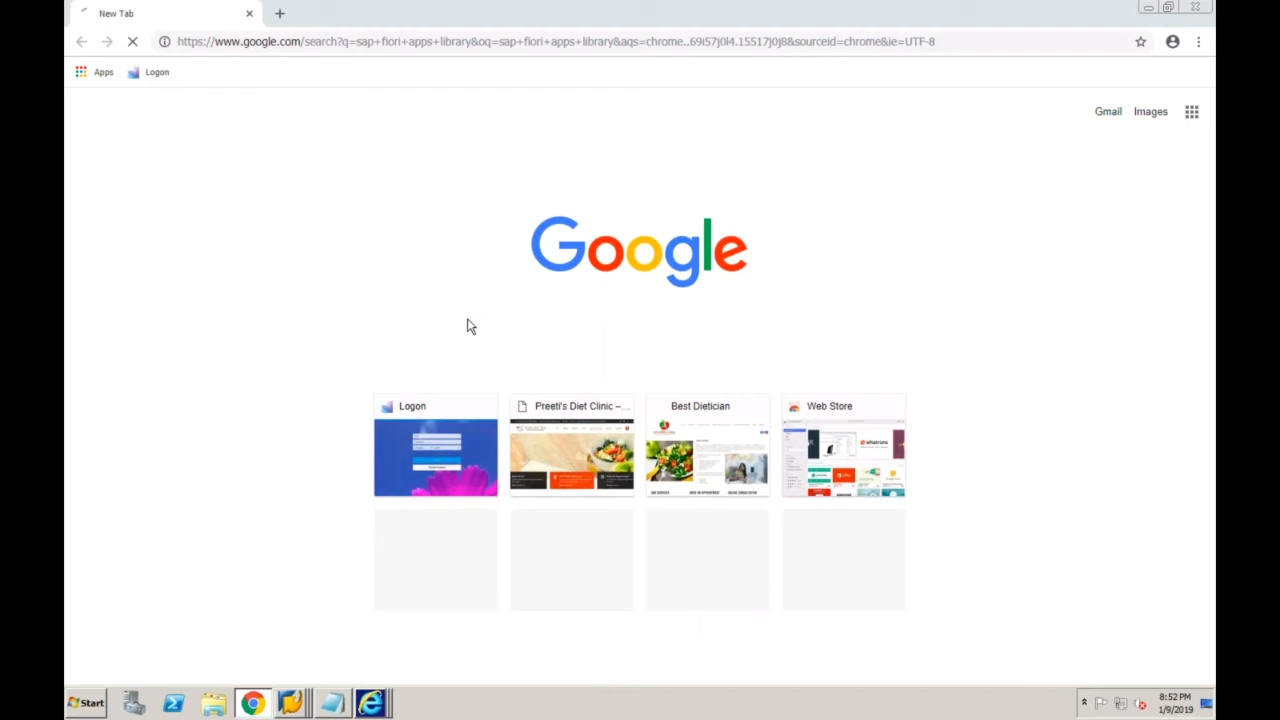 New Tab
https://www.google.com/search?q=sap+fiori+apps+library&oq=sap+fiori+apps+library&aqs=chrome..69i57j0l4.15517j0j8&sourceid=chrome&ie=UTF-8
Apps Logon
Gmail Images
Google
Logon Preeti's Diet Clinic –... Best Dietician Web Store
Start
8:52 PM
1/9/2019